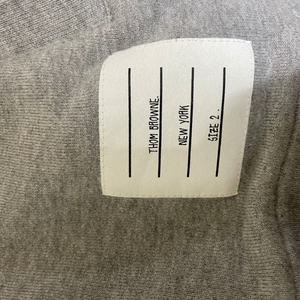 THOM BROWNE.
NEW YORK
SIZE 2.